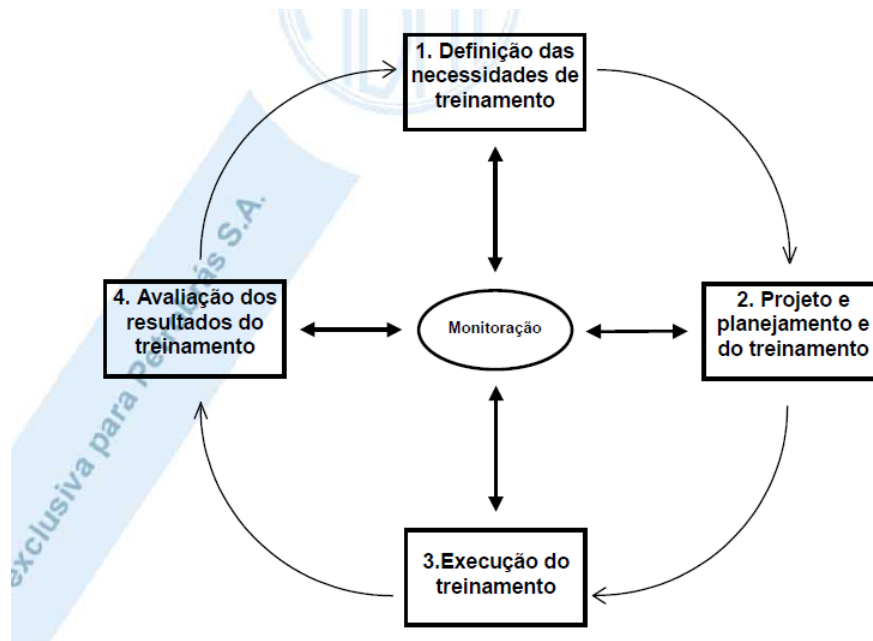 1. Definição das
necessidades de
treinamento
4. Avaliação dos
resultados do
treinamento
Monitoração
2. Projeto e
planejamento e
do treinamento
3.Execução do
treinamento
exclusiva para Petrobrás S.A.